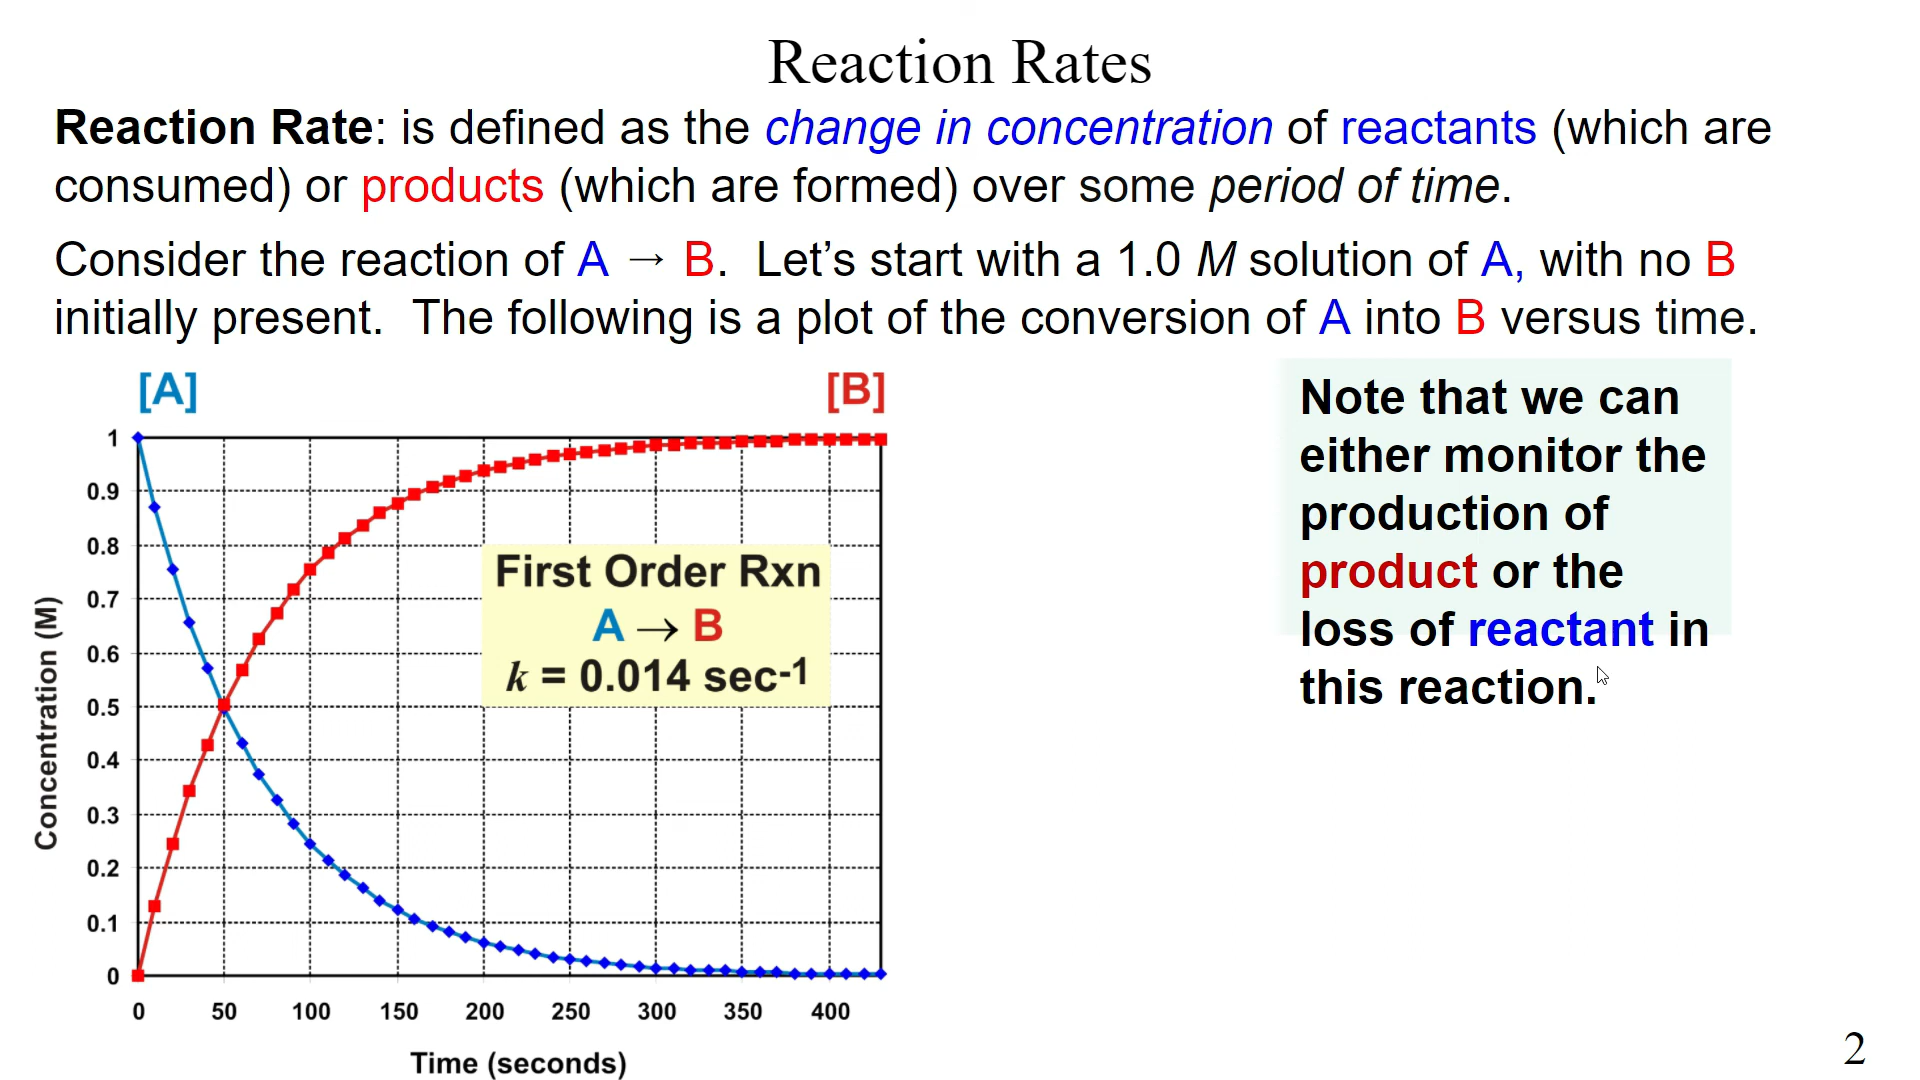 Reaction Rates
Reaction Rate: is defined as the change in concentration of reactants (which are
consumed) or products (which are formed) over some period of time.
Consider the reaction of A → B.  Let’s start with a 1.0 M solution of A, with no B
initially present.  The following is a plot of the conversion of A into B versus time.
[A]
[B]
Note that we can
either monitor the
production of
product or the
loss of reactant in
this reaction.
First Order Rxn
A → B
k = 0.014 sec⁻¹
Concentration (M)
1
0.9
0.8
0.7
0.6
0.5
0.4
0.3
0.2
0.1
0
0 50 100 150 200 250 300 350 400
Time (seconds)
2